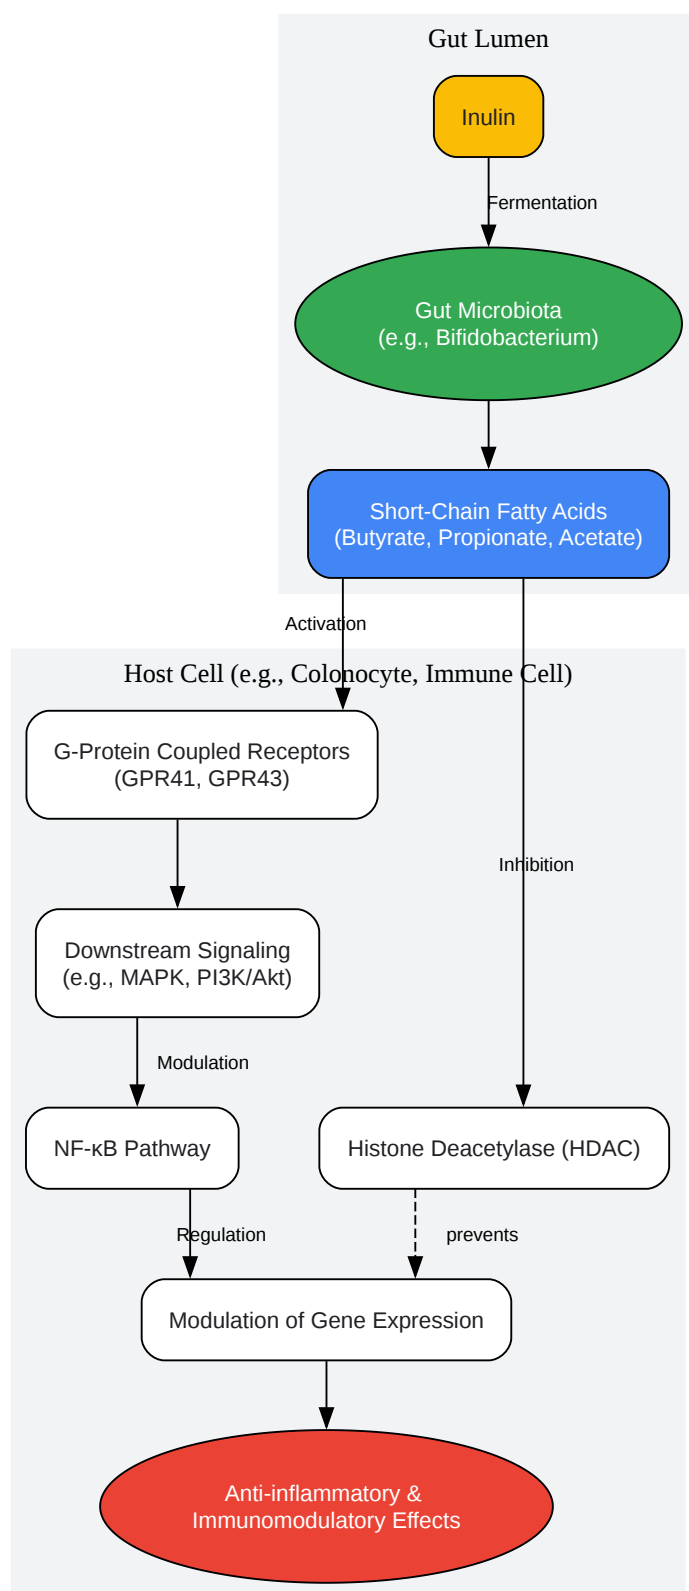 Gut Lumen
Inulin
Fermentation
Gut Microbiota
(e.g., Bifidobacterium)
Short-Chain Fatty Acids
(Butyrate, Propionate, Acetate)
Activation
Host Cell (e.g., Colonocyte, Immune Cell)
G-Protein Coupled Receptors
(GPR41, GPR43)
Inhibition
Downstream Signaling
(e.g., MAPK, PI3K/Akt)
Modulation
NF-κB Pathway
Histone Deacetylase (HDAC)
Regulation
prevents
Modulation of Gene Expression
Anti-inflammatory &
Immunomodulatory Effects